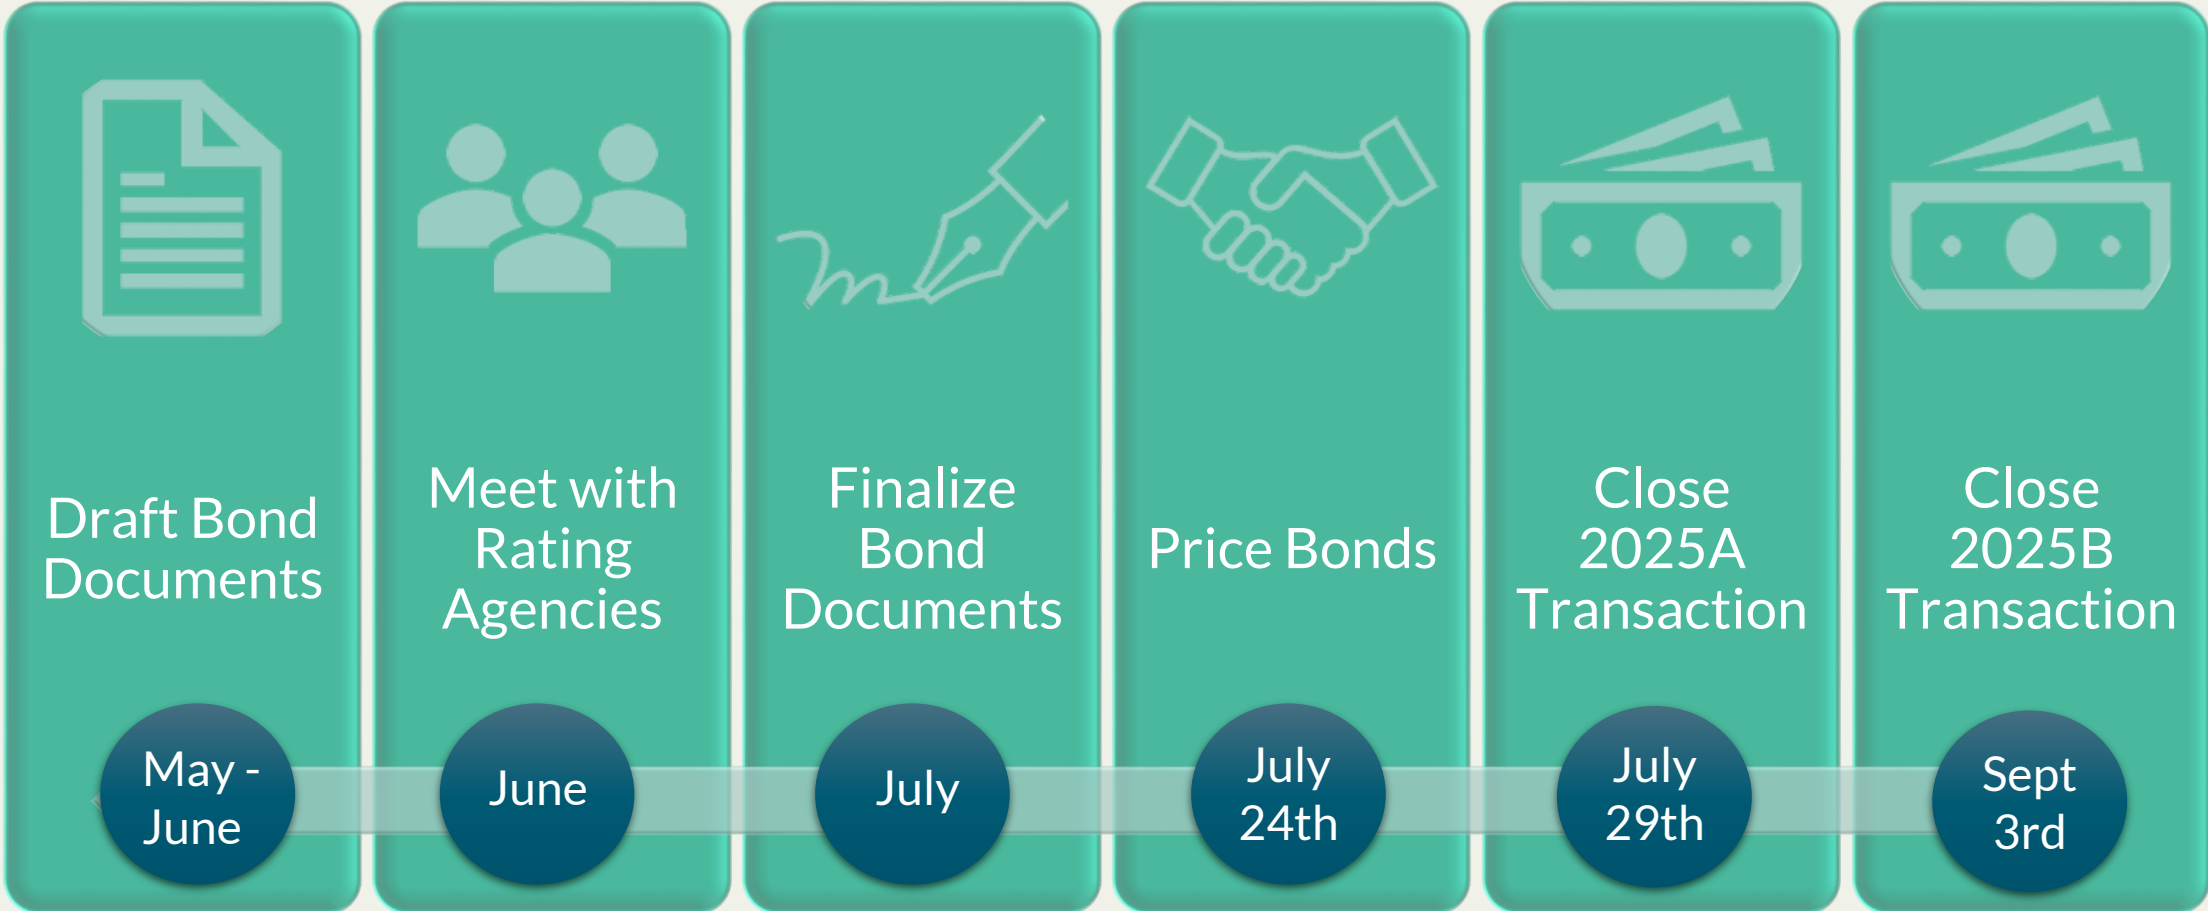 Draft Bond
Documents
May -
June
Meet with
Rating
Agencies
June
Finalize
Bond
Documents
July
Price Bonds
July
24th
Close
2025A
Transaction
July
29th
Close
2025B
Transaction
Sept
3rd